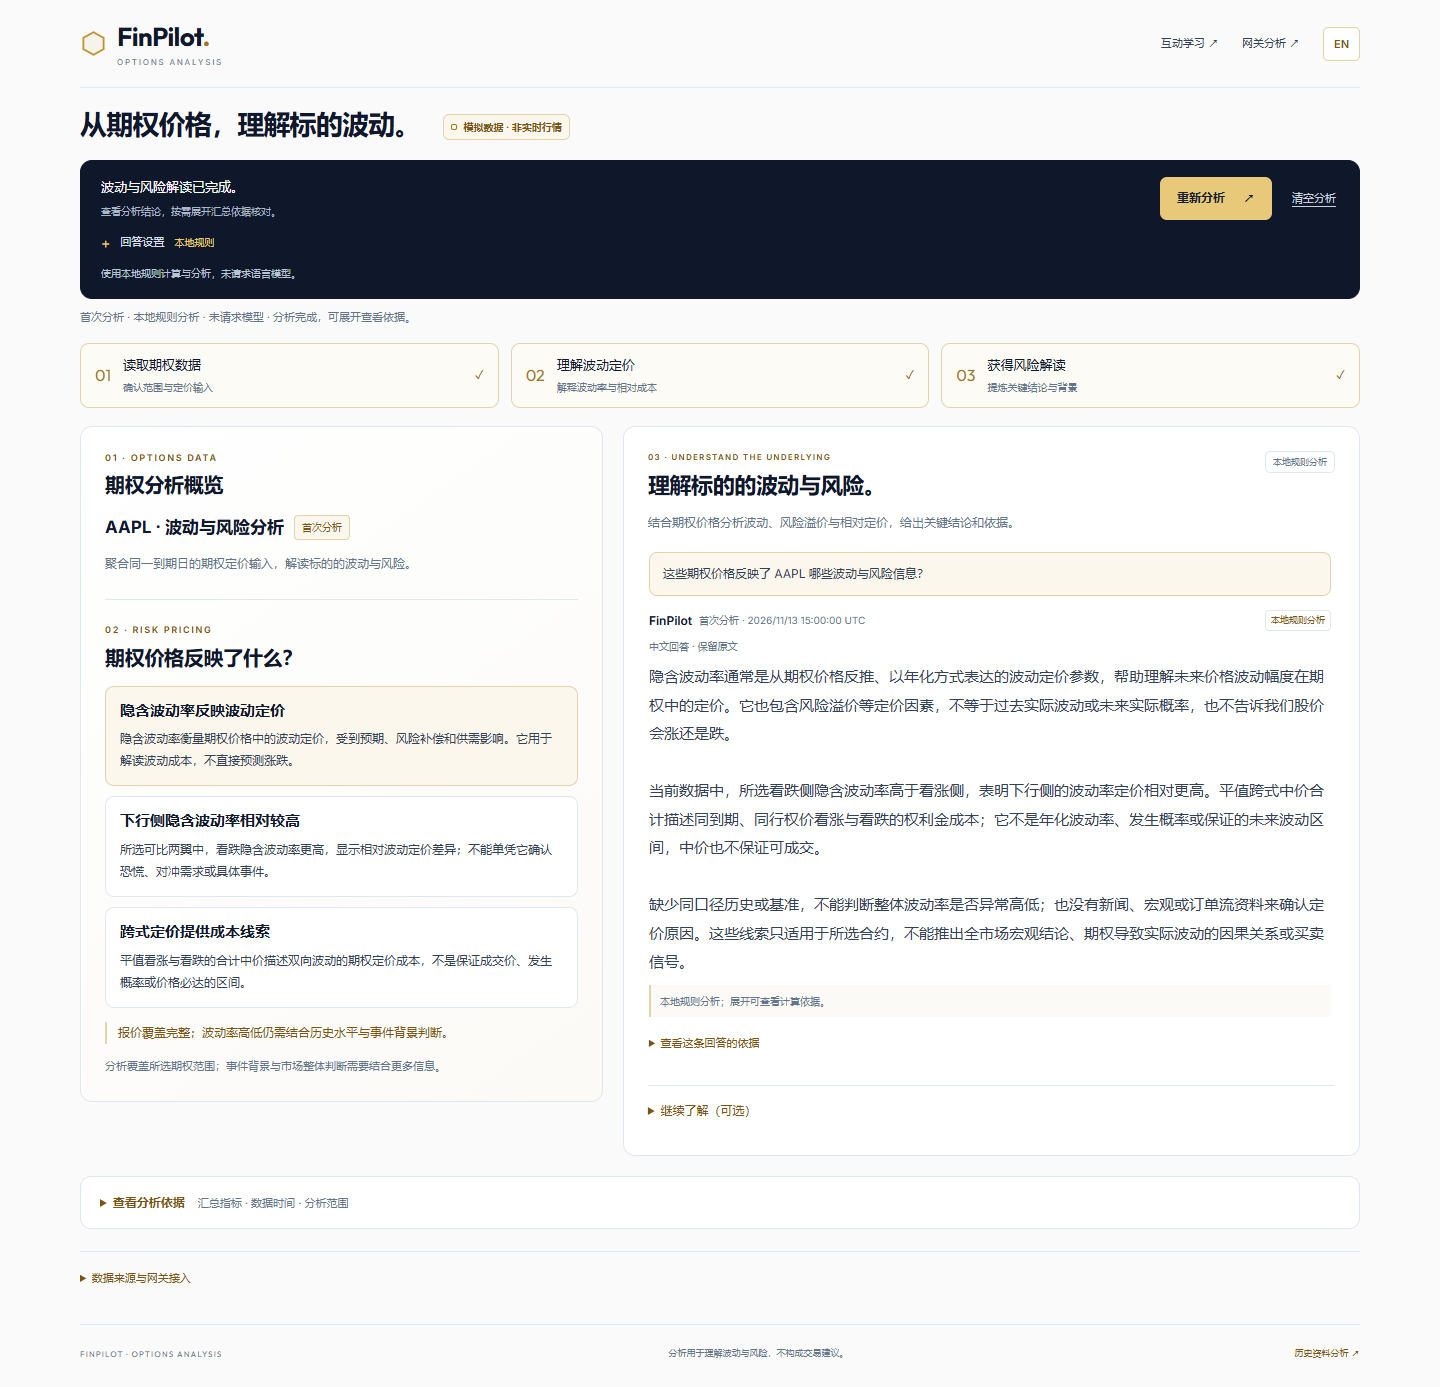 FinPilot.
OPTIONS ANALYSIS
互动学习 ↗
网关分析 ↗
EN
从期权价格，理解标的波动。
模拟数据 · 非实时行情
波动与风险解读已完成。
查看分析结论，按需展开汇总依据核对。
+ 回答设置 本地规则
使用本地规则计算与分析，未请求语言模型。
重新分析 ↗
清空分析
首次分析 · 本地规则分析 · 未请求模型 · 分析完成，可展开查看依据。
01
读取期权数据
确认范围与定价输入
✓
02
理解波动定价
解释波动率与相对成本
✓
03
获得风险解读
提炼关键结论与背景
✓
01 · OPTIONS DATA
期权分析概览
AAPL · 波动与风险分析
首次分析
聚合同一到期日的期权定价输入，解读标的的波动与风险。
02 · RISK PRICING
期权价格反映了什么？
隐含波动率反映波动定价
隐含波动率衡量期权价格中的波动定价，受到预期、风险补偿和供需影响。它用于
解读波动成本，不直接预测涨跌。
下行侧隐含波动率相对较高
所选可比两翼中，看跌隐含波动率更高，显示相对波动定价差异；不能单凭它确认
恐慌、对冲需求或具体事件。
跨式定价提供成本线索
平值看涨与看跌的合计中价描述双向波动的期权定价成本，不是保证成交价、发生
概率或价格必达的区间。
报价覆盖完整；波动率高低仍需结合历史水平与事件背景判断。
分析覆盖所选期权范围；事件背景与市场整体判断需要结合更多信息。
03 · UNDERSTAND THE UNDERLYING
本地规则分析
理解标的的波动与风险。
结合期权价格分析波动、风险溢价与相对定价，给出关键结论和依据。
这些期权价格反映了 AAPL 哪些波动与风险信息？
FinPilot 首次分析 · 2026/11/13 15:00:00 UTC
本地规则分析
中文回答 · 保留原文
隐含波动率通常是从期权价格反推、以年化方式表达的波动定价参数，帮助理解未来价格波动幅度在期
权中的定价。它也包含风险溢价等定价因素，不等于过去实际波动或未来实际概率，也不告诉我们股价
会涨还是跌。
当前数据中，所选看跌侧隐含波动率高于看涨侧，表明下行侧的波动率定价相对更高。平值跨式中价合
计描述同到期、同行权价看涨与看跌的权利金成本；它不是年化波动率、发生概率或保证的未来波动区
间，中价也不保证可成交。
缺少同口径历史或基准，不能判断整体波动率是否异常高低；也没有新闻、宏观或订单流资料来确认定
价原因。这些线索只适用于所选合约，不能推出全市场宏观结论、期权导致实际波动的因果关系或买卖
信号。
本地规则分析；展开可查看计算依据。
▶ 查看这条回答的依据
▶ 继续了解（可选）
▶ 查看分析依据 汇总指标 · 数据时间 · 分析范围
▶ 数据来源与网关接入
FINPILOT · OPTIONS ANALYSIS
分析用于理解波动与风险，不构成交易建议。
历史资料分析 ↗